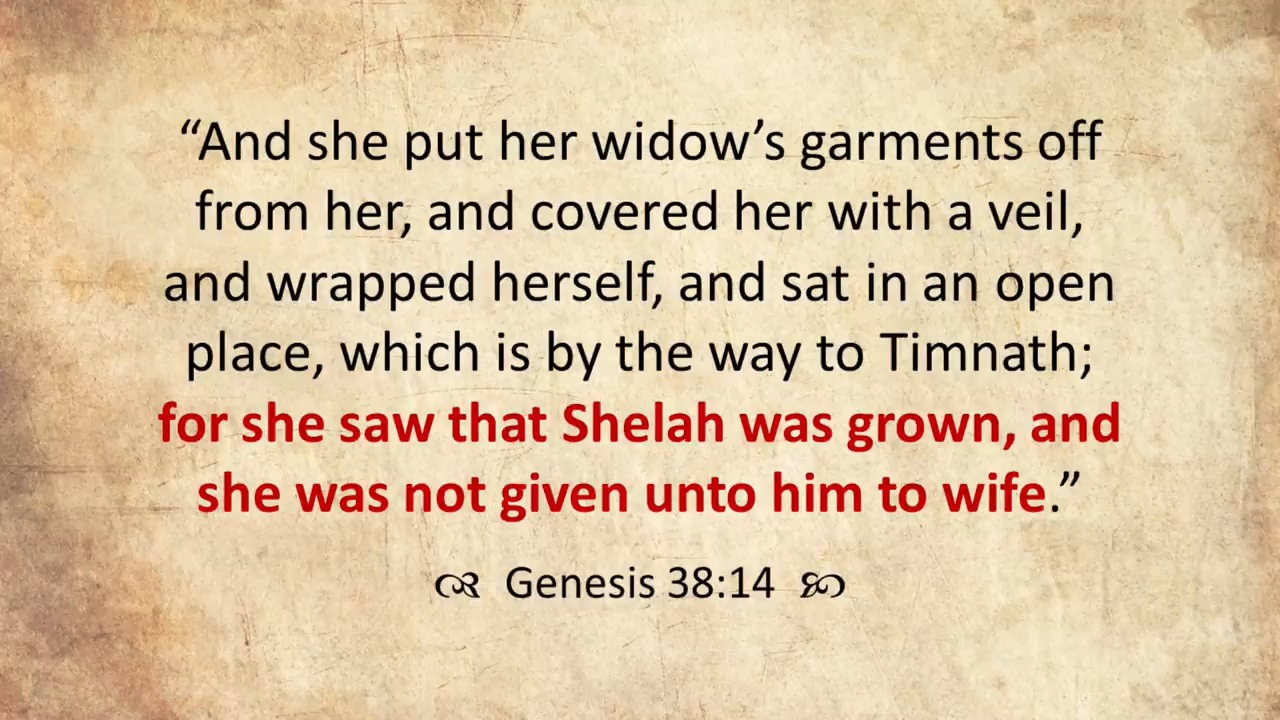 “And she put her widow’s garments off
from her, and covered her with a veil,
and wrapped herself, and sat in an open
place, which is by the way to Timnath;
for she saw that Shelah was grown, and
she was not given unto him to wife.”
Genesis 38:14